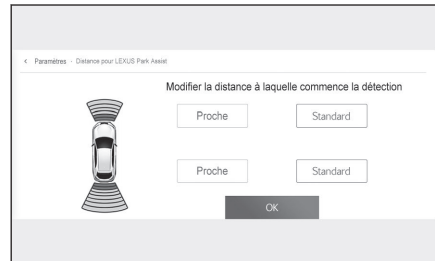 < Paramètres - Distance pour LEXUS Park Assist
Modifier la distance à laquelle commence la détection
Proche Standard
Proche Standard
OK